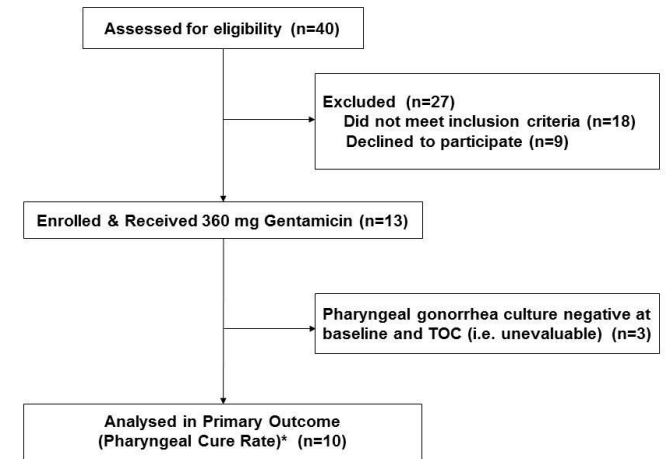 Assessed for eligibility (n=40)
Excluded (n=27)
Did not meet inclusion criteria (n=18)
Declined to participate (n=9)
Enrolled & Received 360 mg Gentamicin (n=13)
Pharyngeal gonorrhea culture negative at
baseline and TOC (i.e. unevaluable) (n=3)
Analysed in Primary Outcome
(Pharyngeal Cure Rate)* (n=10)